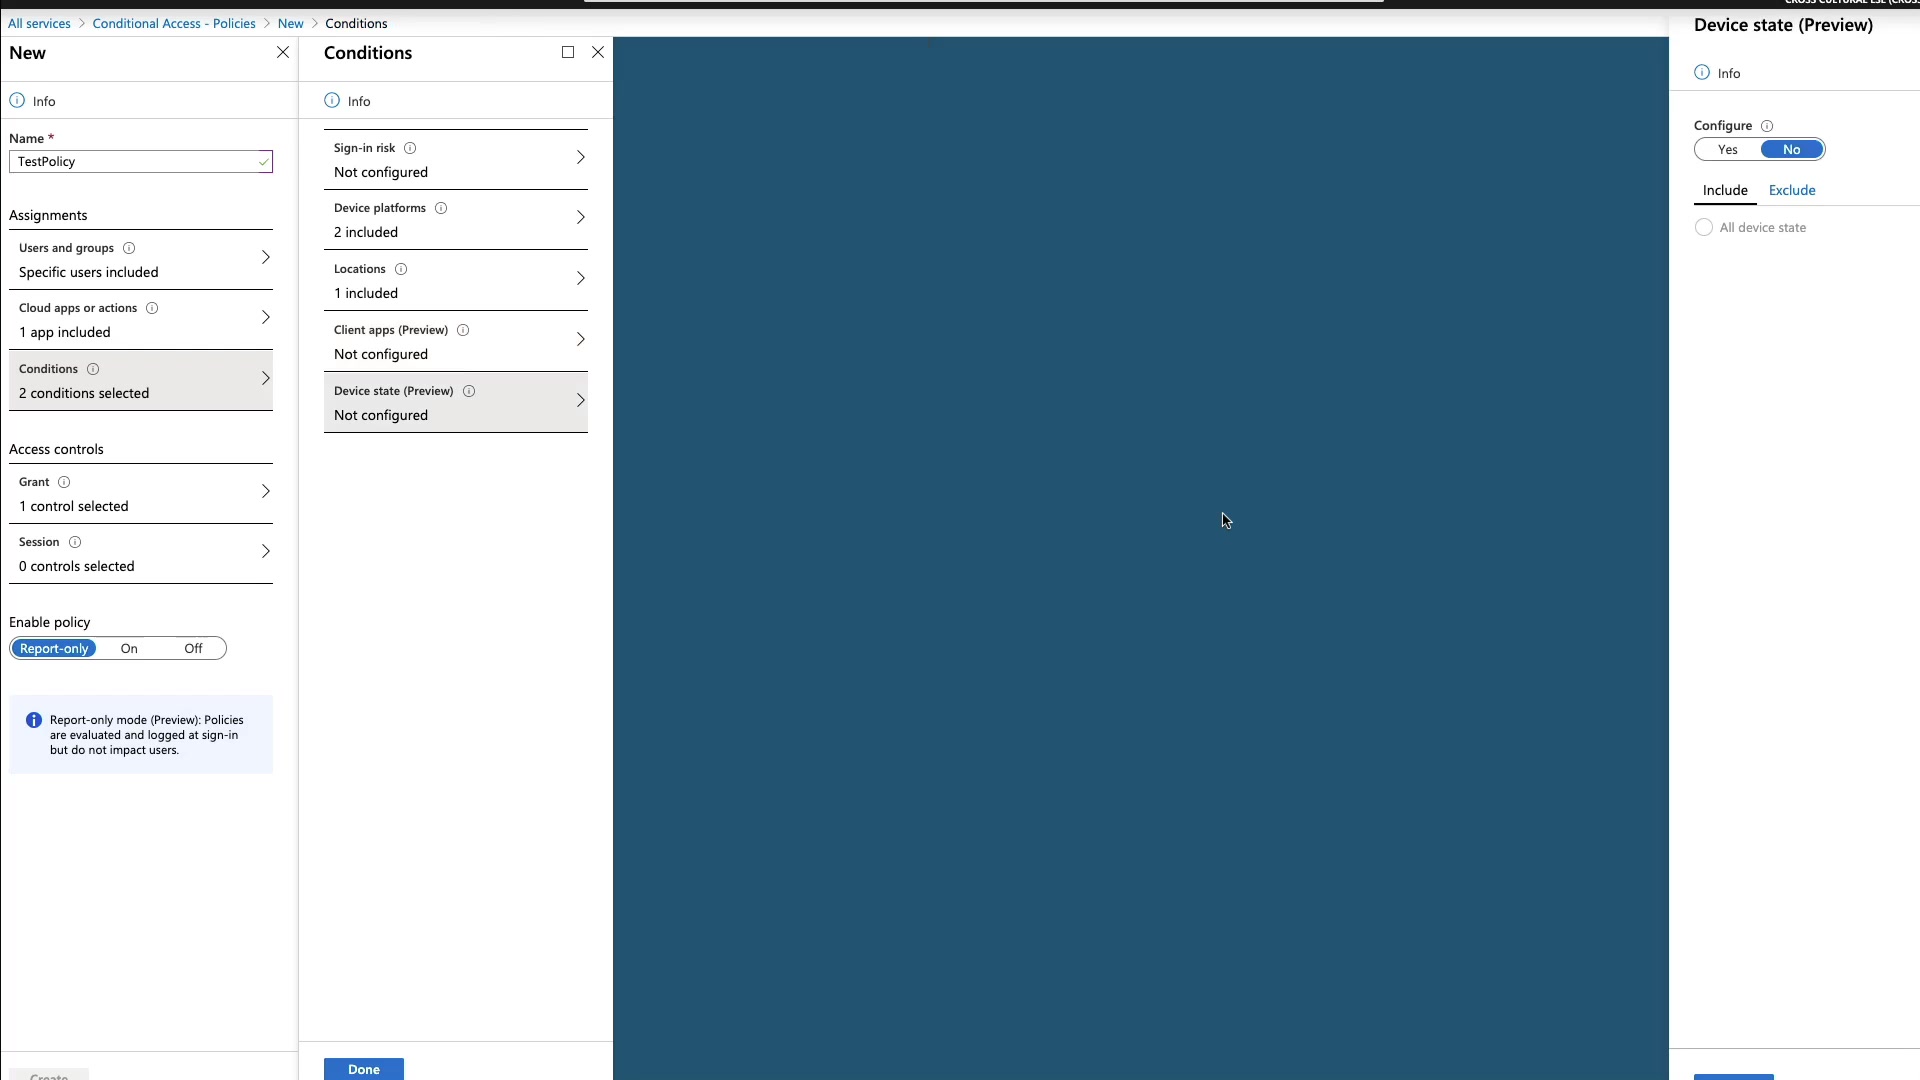 All services > Conditional Access - Policies > New > Conditions
New
Info
Name *
TestPolicy
Assignments
Users and groups
Specific users included
Cloud apps or actions
1 app included
Conditions
2 conditions selected
Access controls
Grant
1 control selected
Session
0 controls selected
Enable policy
Report-only On Off
Report-only mode (Preview): Policies
are evaluated and logged at sign-in
but do not impact users.
Create
Conditions
Info
Sign-in risk
Not configured
Device platforms
2 included
Locations
1 included
Client apps (Preview)
Not configured
Device state (Preview)
Not configured
Done
Device state (Preview)
Info
Configure
Yes No
Include Exclude
All device state